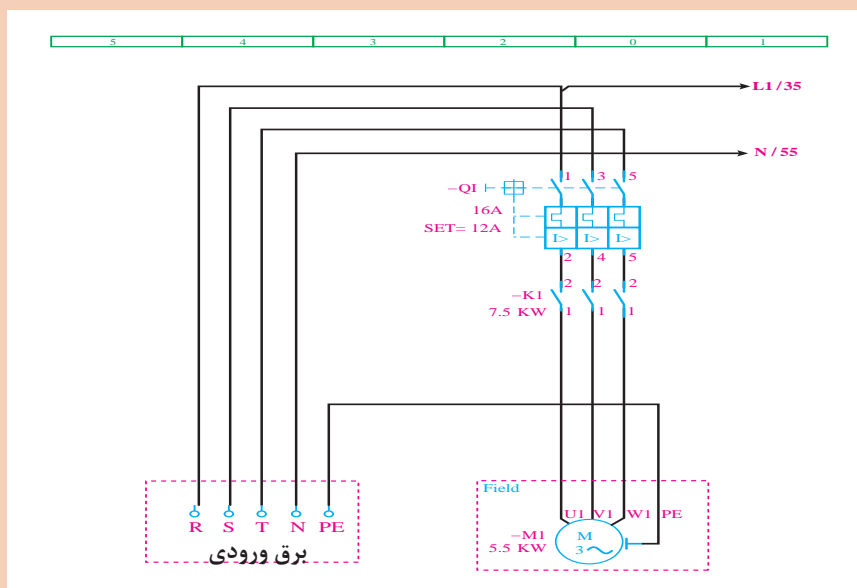 5 4 3 2 0 1
L1/35
N/55
1 3 5
–QI
16A
SET= 12A
I> I> I>
2 4 5
2 2 2
–K1
7.5 KW
1 1 1
Field
U1 V1 W1 PE
R S T N PE
–M1
5.5 KW
M
3
برق ورودی